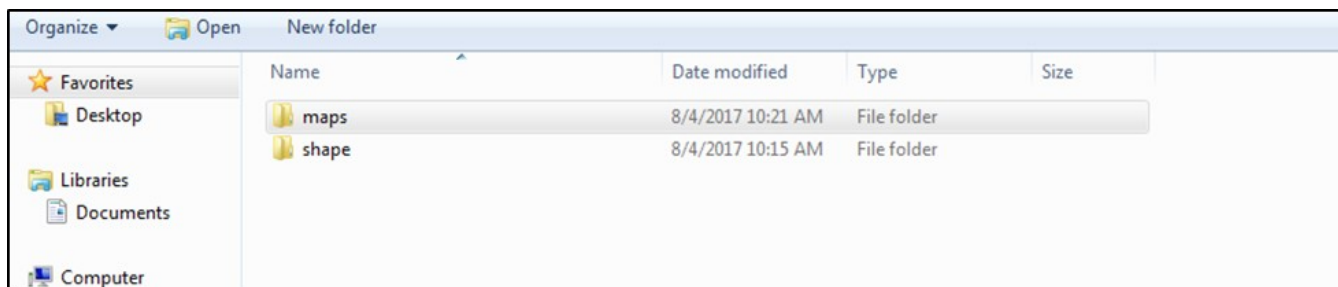 Organize Open New folder
Favorites
Desktop
Libraries
Documents
Computer
Name Date modified Type Size
maps 8/4/2017 10:21 AM File folder
shape 8/4/2017 10:15 AM File folder